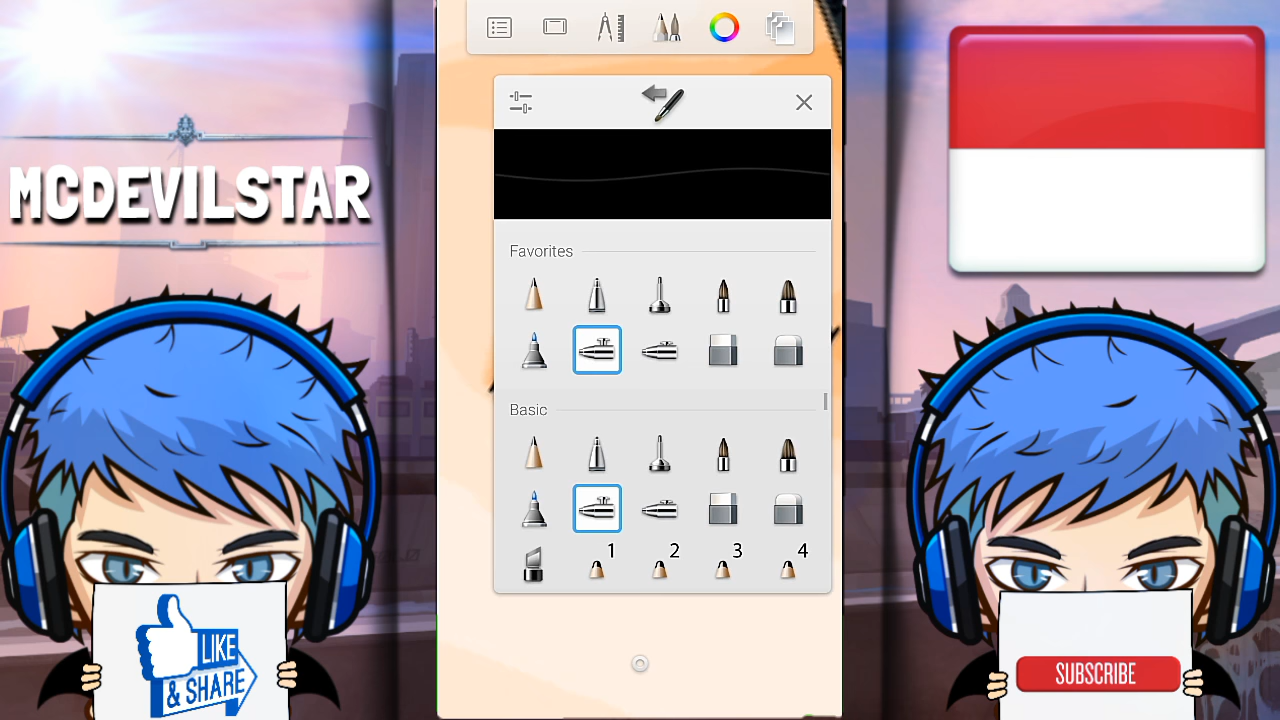 MCDEVILSTAR
Favorites
Basic
1 2 3 4
LIKE
& SHARE
SUBSCRIBE